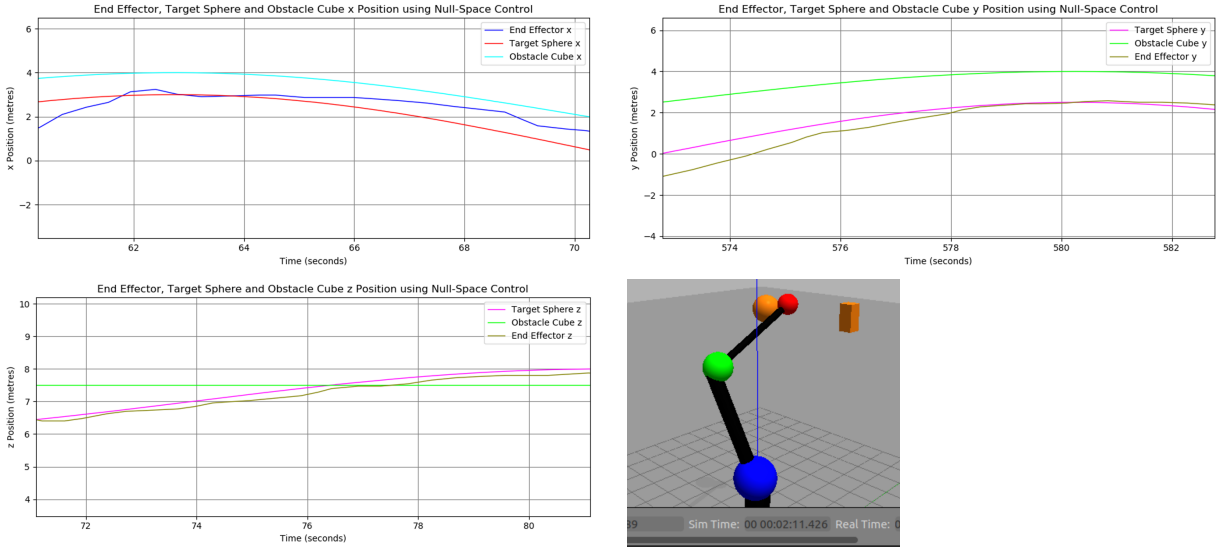 End Effector, Target Sphere and Obstacle Cube x Position using Null-Space Control
6
4
2
0
−2
x Position (metres)
End Effector x
Target Sphere x
Obstacle Cube x
62 64 66 68 70
Time (seconds)
End Effector, Target Sphere and Obstacle Cube y Position using Null-Space Control
6
4
2
0
−2
−4
y Position (metres)
Target Sphere y
Obstacle Cube y
End Effector y
574 576 578 580 582
Time (seconds)
End Effector, Target Sphere and Obstacle Cube z Position using Null-Space Control
10
9
8
7
6
5
4
z Position (metres)
Target Sphere z
Obstacle Cube z
End Effector z
72 74 76 78 80
Time (seconds)
Sim Time: 00 00:02:11.426 Real Time: